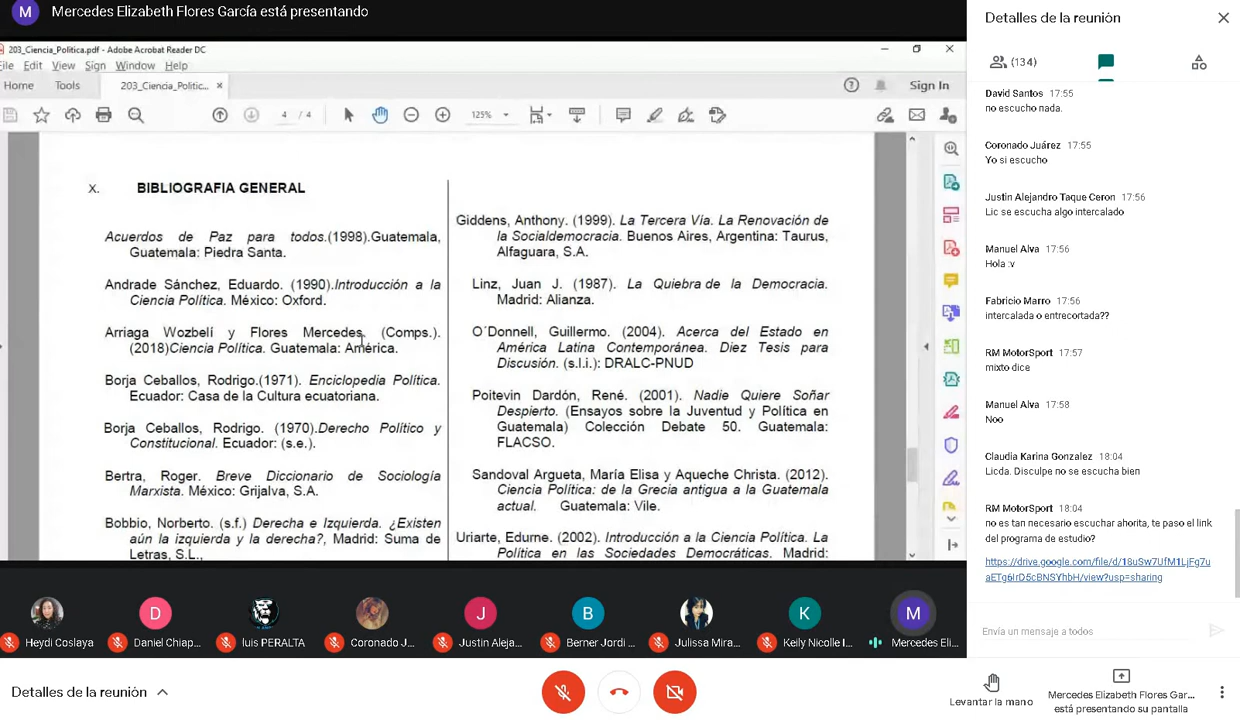 M
Mercedes Elizabeth Flores García está presentando
203_Ciencia_Politica.pdf - Adobe Acrobat Reader DC
File Edit View Sign Window Help
Home Tools 203_Ciencia_Politic... ×
Sign In
4 / 4
125%
X. BIBLIOGRAFIA GENERAL
Acuerdos de Paz para todos.(1998).Guatemala,
Guatemala: Piedra Santa.
Andrade Sánchez, Eduardo. (1990).Introducción a la
Ciencia Política. México: Oxford.
Arriaga Wozbelí y Flores Mercedes, (Comps.).
(2018)Ciencia Política. Guatemala: América.
Borja Ceballos, Rodrigo.(1971). Enciclopedia Política.
Ecuador: Casa de la Cultura ecuatoriana.
Borja Ceballos, Rodrigo. (1970).Derecho Político y
Constitucional. Ecuador: (s.e.).
Bertra, Roger. Breve Diccionario de Sociología
Marxista. México: Grijalva, S.A.
Bobbio, Norberto. (s.f.) Derecha e Izquierda. ¿Existen
aún la izquierda y la derecha?, Madrid: Suma de
Letras, S.L.,
Giddens, Anthony. (1999). La Tercera Via. La Renovación de
la Socialdemocracia. Buenos Aires, Argentina: Taurus,
Alfaguara, S.A.
Linz, Juan J. (1987). La Quiebra de la Democracia.
Madrid: Alianza.
O´Donnell, Guillermo. (2004). Acerca del Estado en
América Latina Contemporánea. Diez Tesis para
Discusión. (s.l.i.): DRALC-PNUD
Poitevin Dardón, René. (2001). Nadie Quiere Soñar
Despierto. (Ensayos sobre la Juventud y Política en
Guatemala) Colección Debate 50. Guatemala:
FLACSO.
Sandoval Argueta, María Elisa y Aqueche Christa. (2012).
Ciencia Política: de la Grecia antigua a la Guatemala
actual. Guatemala: Vile.
Uriarte, Edurne. (2002). Introducción a la Ciencia Política. La
Política en las Sociedades Democráticas. Madrid:
Detalles de la reunión
(134)
David Santos 17:55
no escucho nada.
Coronado Juárez 17:55
Yo si escucho
Justin Alejandro Taque Ceron 17:56
Lic se escucha algo intercalado
Manuel Alva 17:56
Hola :v
Fabricio Marro 17:56
intercalada o entrecortada??
RM MotorSport 17:57
mixto dice
Manuel Alva 17:58
Noo
Claudia Karina Gonzalez 18:04
Licda. Disculpe no se escucha bien
RM MotorSport 18:04
no es tan necesario escuchar ahorita, te paso el link
del programa de estudio?
https://drive.google.com/file/d/18uSw7UfM1LjFg7u
aETg6IrD5cBNSYhbH/view?usp=sharing
Envía un mensaje a todos
D
J
B
K
M
Heydi Coslaya
Daniel Chiap...
luis PERALTA
Coronado J...
Justin Aleja...
Berner Jordi ...
Julissa Mira...
Keily Nicolle I...
Mercedes Eli...
Detalles de la reunión
Levantar la mano
Mercedes Elizabeth Flores Gar...
está presentando su pantalla